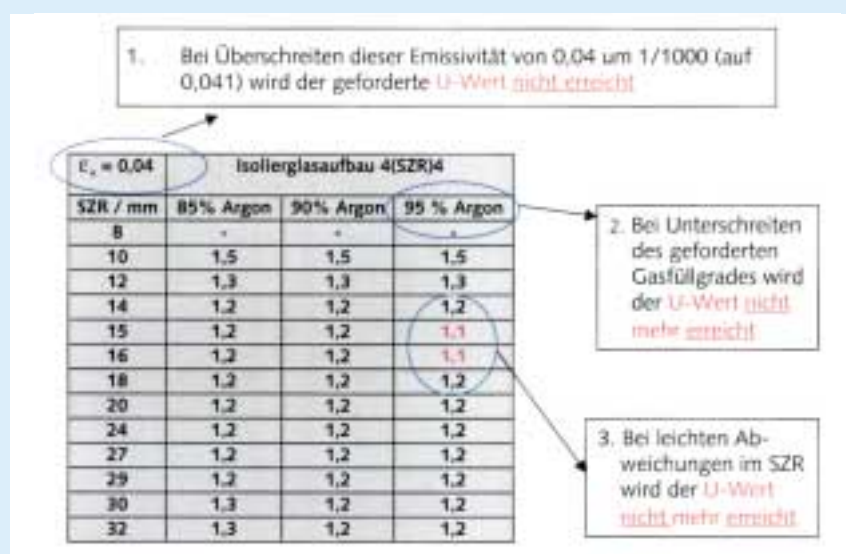 1. Bei Überschreiten dieser Emissivität von 0,04 um 1/1000 (auf
0,041) wird der geforderte U-Wert nicht erreicht
εn = 0,04 Isolierglasaufbau 4(SZR)4
SZR / mm 85% Argon 90% Argon 95 % Argon
8 - - -
10 1,5 1,5 1,5
12 1,3 1,3 1,3
14 1,2 1,2 1,2
15 1,2 1,2 1,1
16 1,2 1,2 1,1
18 1,2 1,2 1,2
20 1,2 1,2 1,2
24 1,2 1,2 1,2
27 1,2 1,2 1,2
29 1,2 1,2 1,2
30 1,3 1,2 1,2
32 1,3 1,2 1,2
2. Bei Unterschreiten
des geforderten
Gasfüllgrades wird
der U-Wert nicht
mehr erreicht
3. Bei leichten Ab-
weichungen im SZR
wird der U-Wert
nicht mehr erreicht